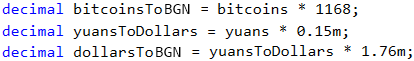 decimal bitcoinsToBGN = bitcoins * 1168;
decimal yuansToDollars = yuans * 0.15m;
decimal dollarsToBGN = yuansToDollars * 1.76m;